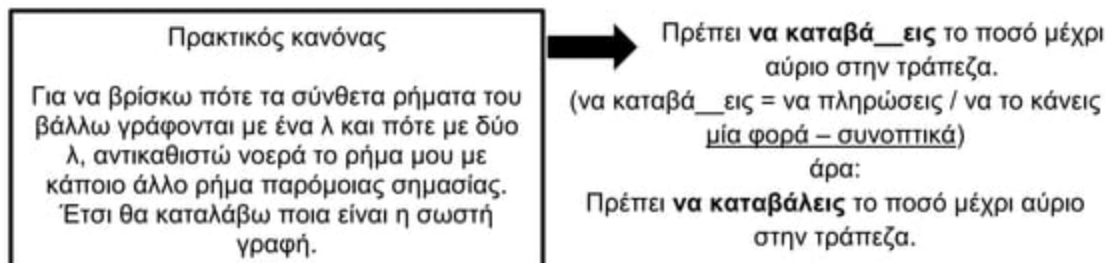 Πρακτικός κανόνας
Για να βρίσκω πότε τα σύνθετα ρήματα του
βάλλω γράφονται με ένα λ και πότε με δύο
λ, αντικαθιστώ νοερά το ρήμα μου με
κάποιο άλλο ρήμα παρόμοιας σημασίας.
Έτσι θα καταλάβω ποια είναι η σωστή
γραφή.
Πρέπει να καταβά__εις το ποσό μέχρι
αύριο στην τράπεζα.
(να καταβά__εις = να πληρώσεις / να το κάνεις
μία φορά – συνοπτικά)
άρα:
Πρέπει να καταβάλεις το ποσό μέχρι αύριο
στην τράπεζα.